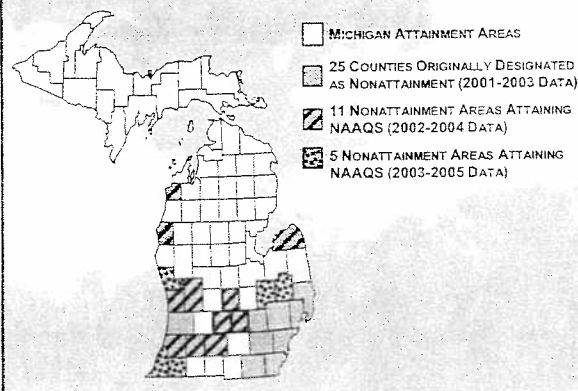 MICHIGAN ATTAINMENT AREAS
25 COUNTIES ORIGINALLY DESIGNATED
AS NONATTAINMENT (2001-2003 DATA)
11 NONATTAINMENT AREAS ATTAINING
NAAQS (2002-2004 DATA)
5 NONATTAINMENT AREAS ATTAINING
NAAQS (2003-2005 DATA)